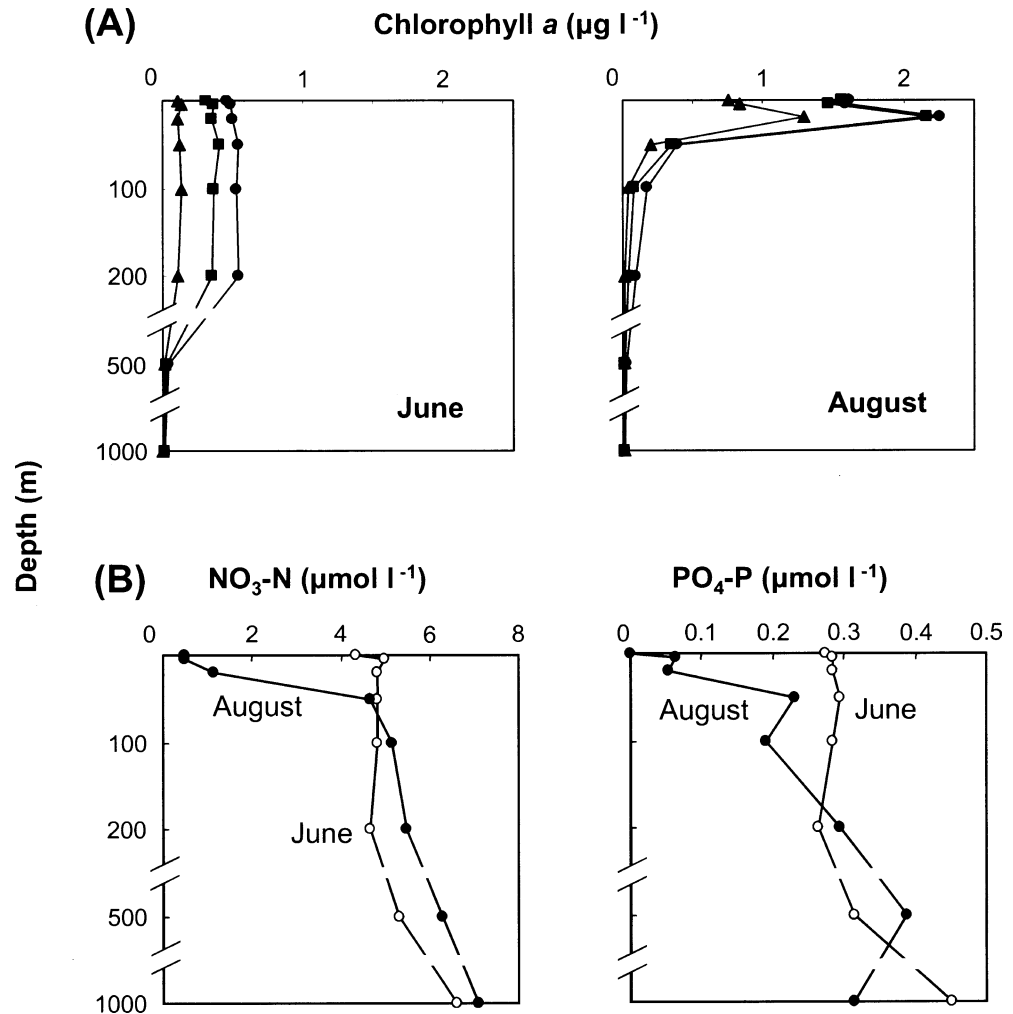 (A)
Chlorophyll a (µg l⁻¹)
0 1 2
0 1 2
100
200
500
1000
June
August
Depth (m)
(B)
NO₃-N (µmol l⁻¹)
PO₄-P (µmol l⁻¹)
0 2 4 6 8
0 0.1 0.2 0.3 0.4 0.5
August
June
August
June
100
200
500
1000